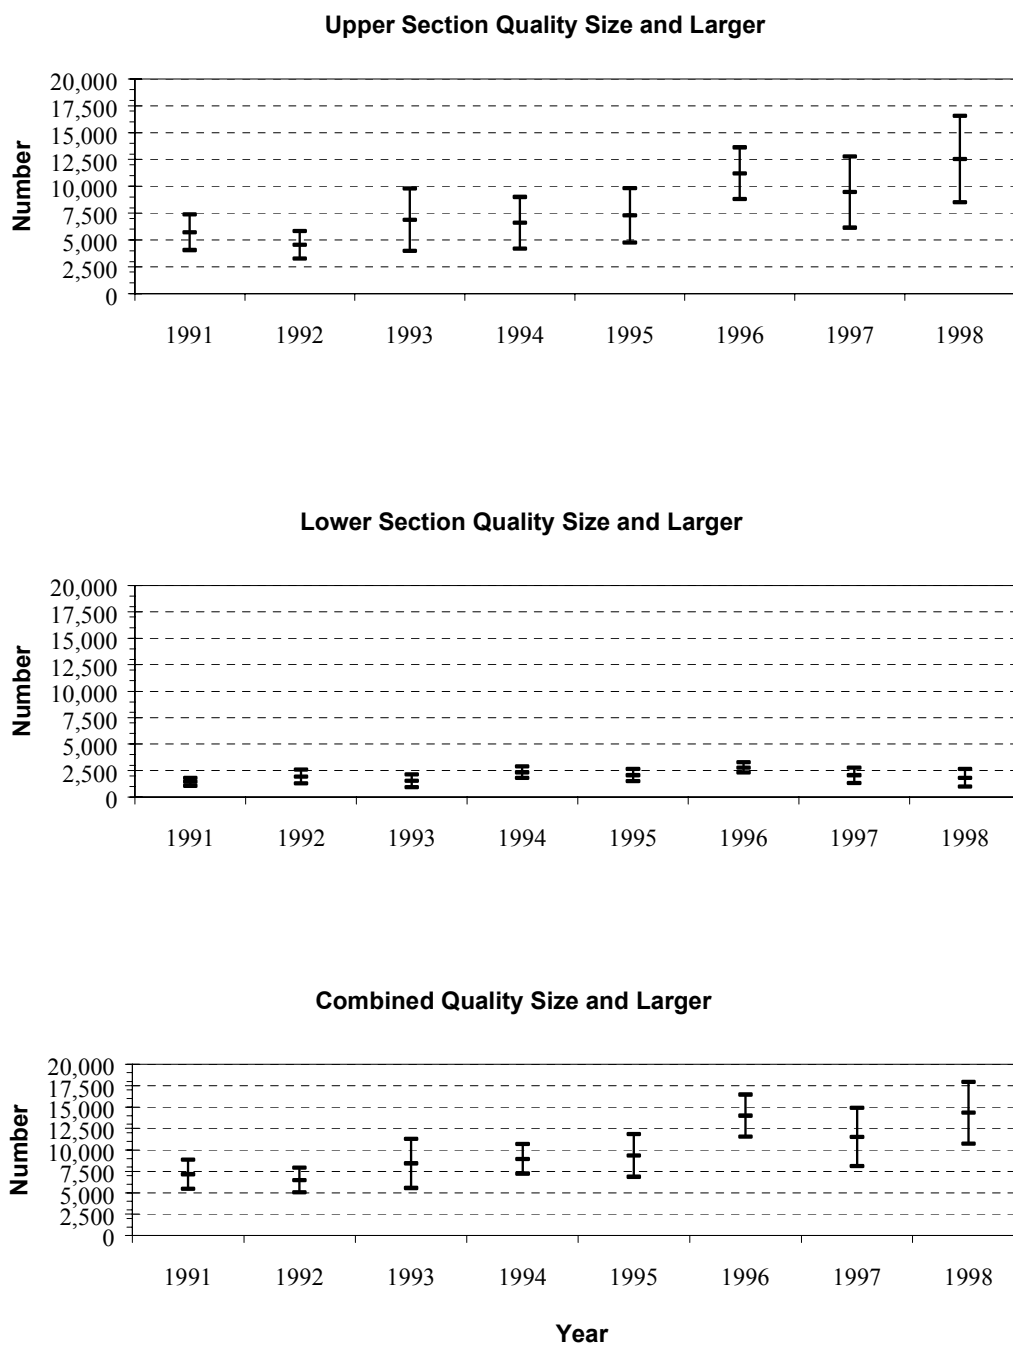 Upper Section Quality Size and Larger
20,000
17,500
15,000
12,500
10,000
7,500
5,000
2,500
0
Number
1991 1992 1993 1994 1995 1996 1997 1998
Lower Section Quality Size and Larger
20,000
17,500
15,000
12,500
10,000
7,500
5,000
2,500
0
Number
1991 1992 1993 1994 1995 1996 1997 1998
Combined Quality Size and Larger
20,000
17,500
15,000
12,500
10,000
7,500
5,000
2,500
0
Number
1991 1992 1993 1994 1995 1996 1997 1998
Year